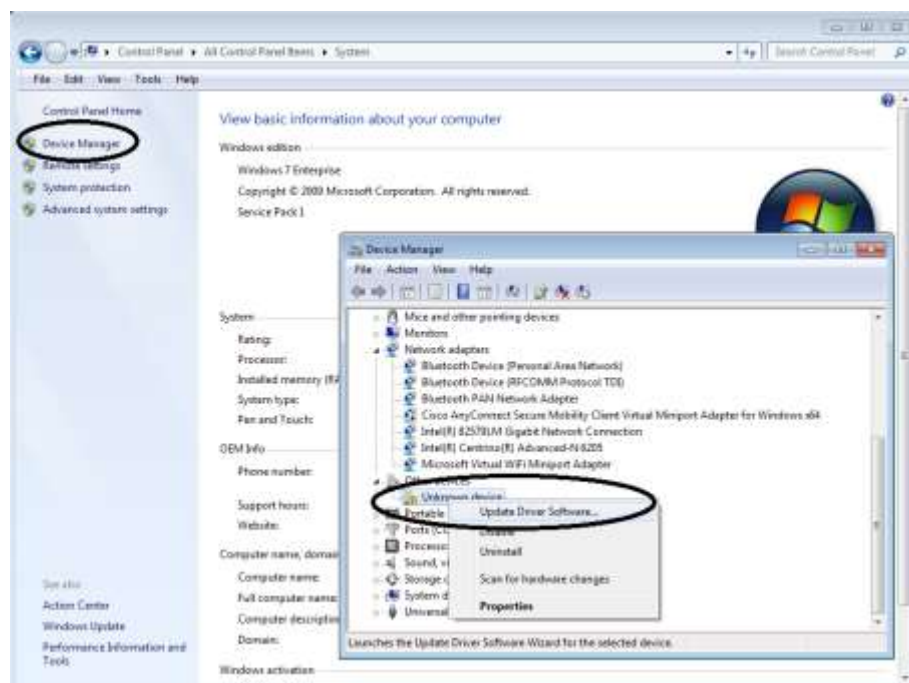 Control Panel ▸ All Control Panel Items ▸ System
Search Control Panel
File Edit View Tools Help
Control Panel Home
Device Manager
Remote settings
System protection
Advanced system settings
View basic information about your computer
Windows edition
Windows 7 Enterprise
Copyright © 2009 Microsoft Corporation. All rights reserved.
Service Pack 1
System
Rating:
Processor:
Installed memory (RA
System type:
Pen and Touch:
OEM Info
Phone number:
Support hours:
Website:
Computer name, domai
Computer name:
Full computer name:
Computer description
Domain:
Windows activation
See also
Action Center
Windows Update
Performance Information and
Tools
Device Manager
File Action View Help
Mice and other pointing devices
Monitors
Network adapters
Bluetooth Device (Personal Area Network)
Bluetooth Device (RFCOMM Protocol TDI)
Bluetooth PAN Network Adapter
Cisco AnyConnect Secure Mobility Client Virtual Miniport Adapter for Windows x64
Intel(R) 82579LM Gigabit Network Connection
Intel(R) Centrino(R) Advanced-N 6205
Microsoft Virtual WiFi Miniport Adapter
Other devices
Unknown device
Portable
Ports (CO
Processo
Sound, vi
Storage c
System d
Universal
Update Driver Software...
Disable
Uninstall
Scan for hardware changes
Properties
Launches the Update Driver Software Wizard for the selected device.